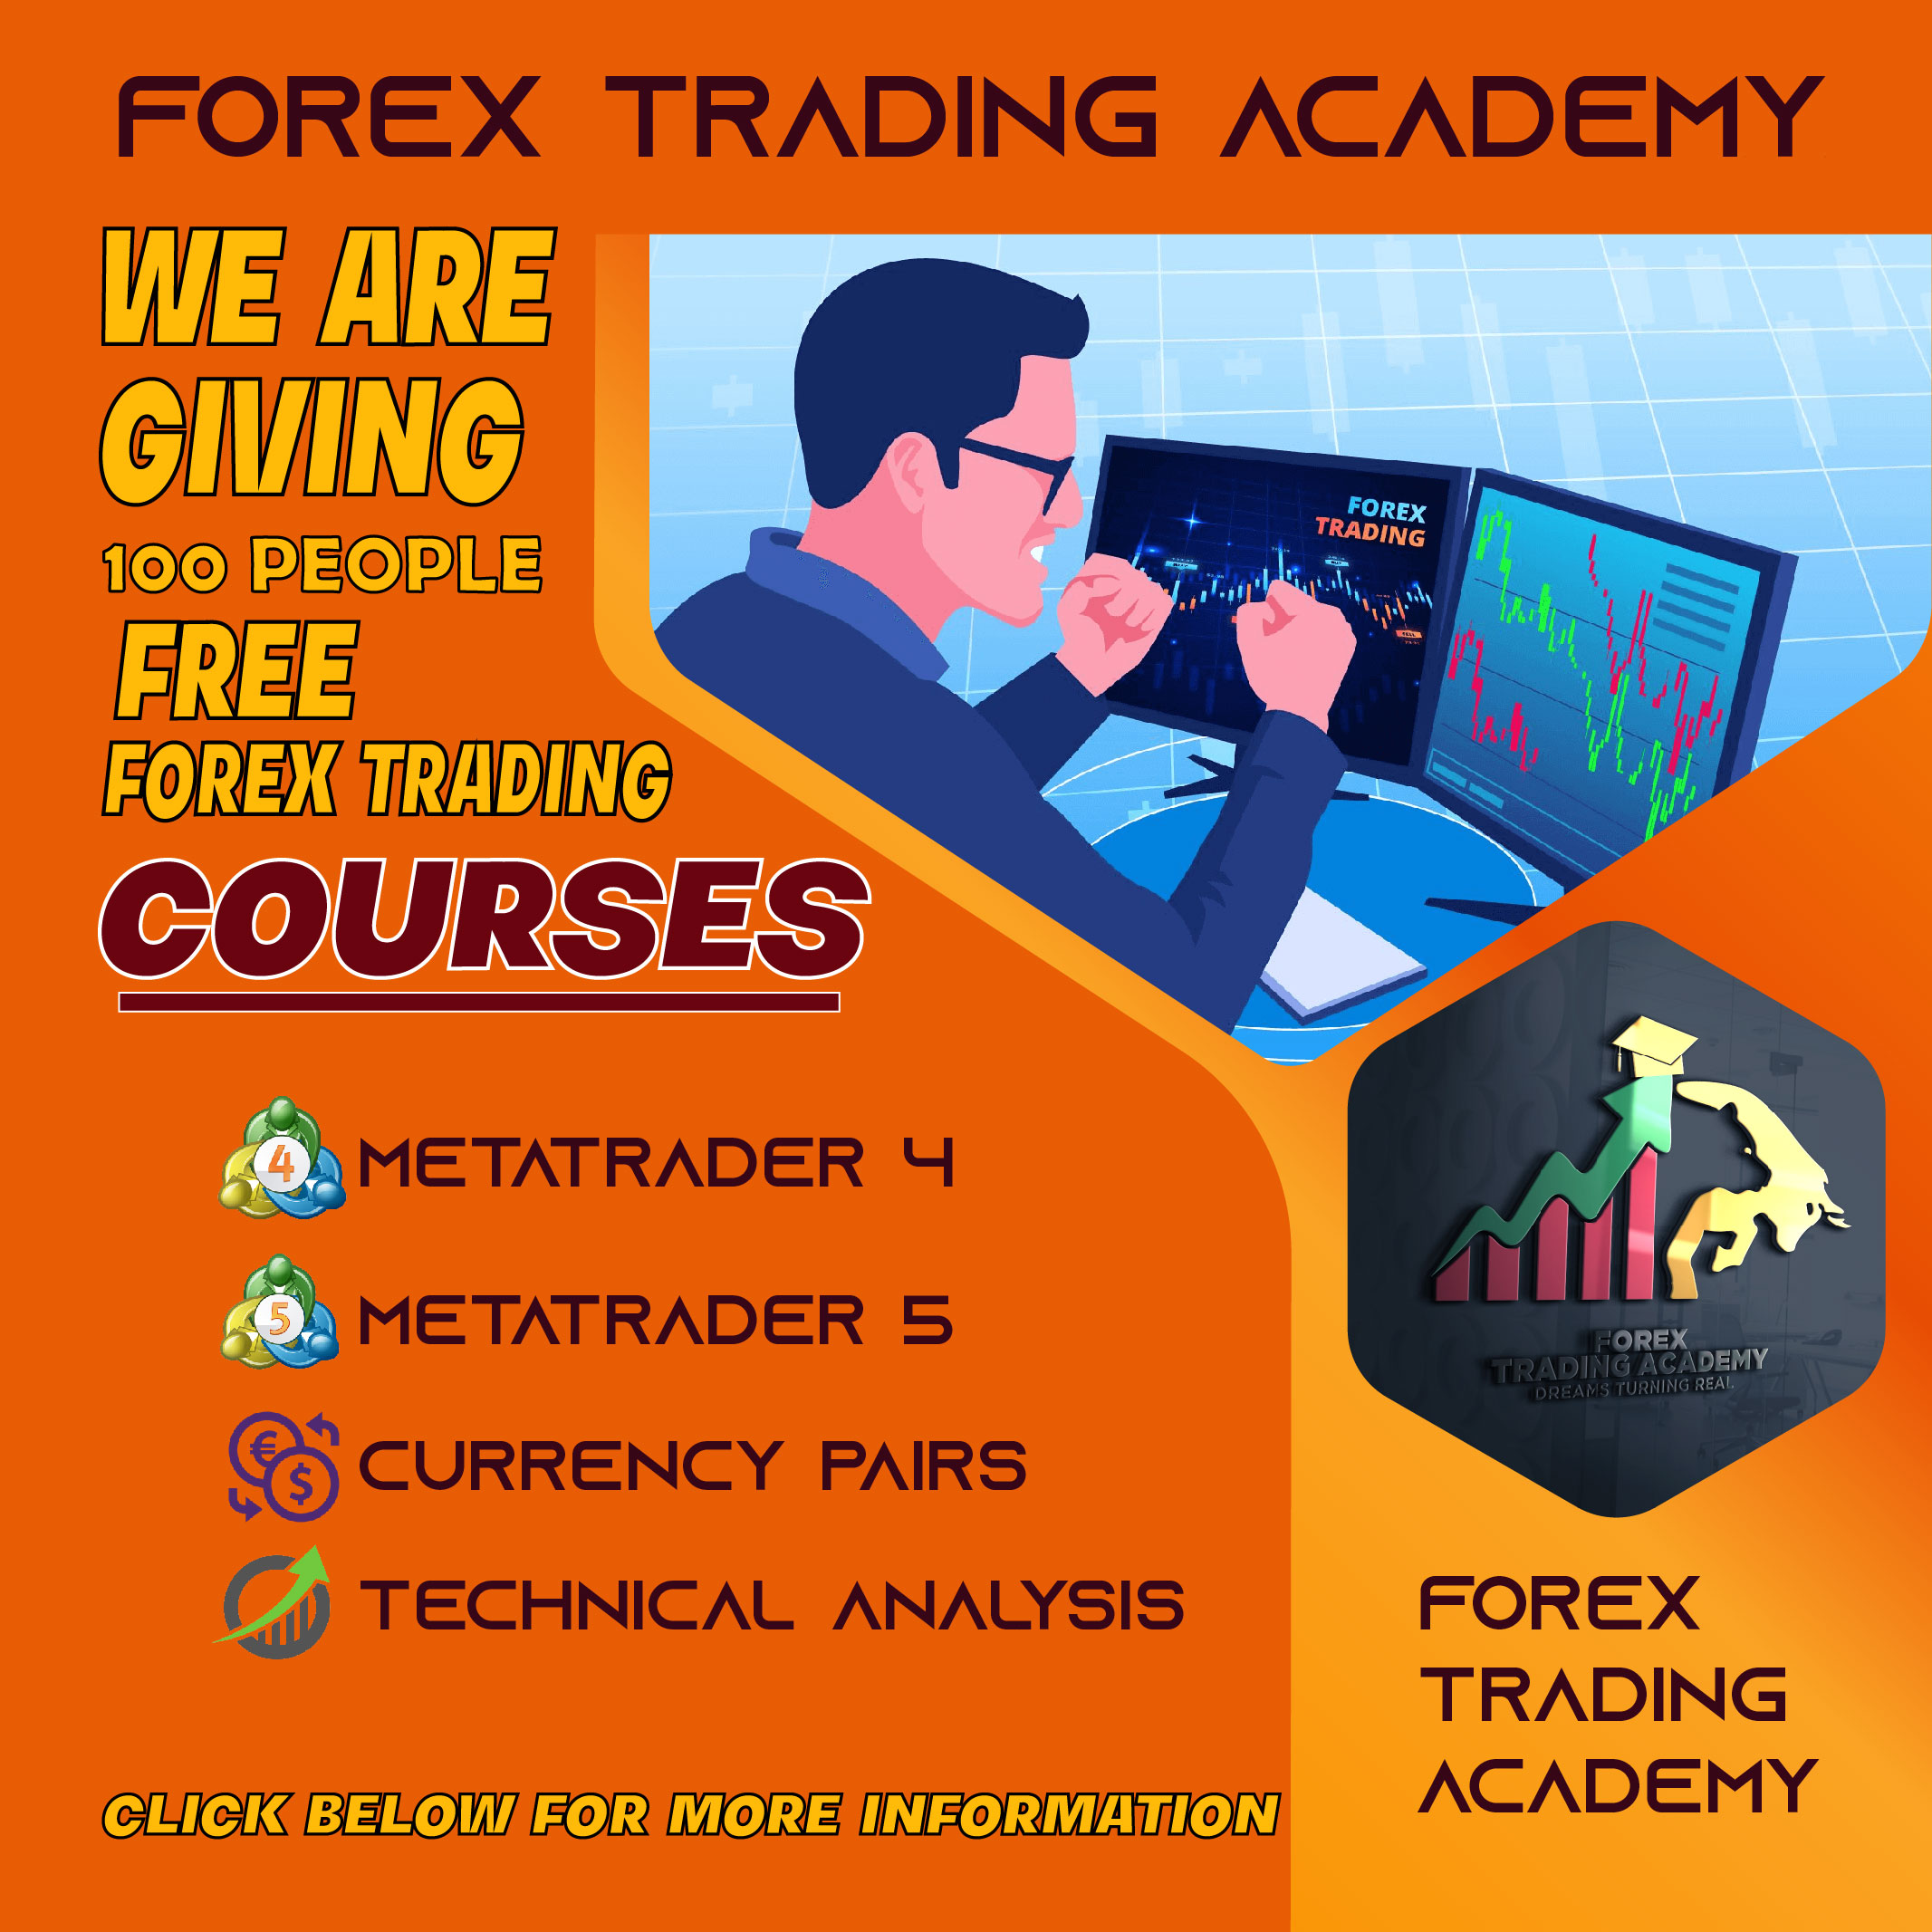 FOREX TRADING ACADEMY
WE ARE
GIVING
100 PEOPLE
FREE
FOREX TRADING
COURSES
FOREX
TRADING
4 METATRADER 4
5 METATRADER 5
€ $ CURRENCY PAIRS
TECHNICAL ANALYSIS
CLICK BELOW FOR MORE INFORMATION
FOREX
TRADING ACADEMY
DREAMS TURNING REAL
FOREX
TRADING
ACADEMY